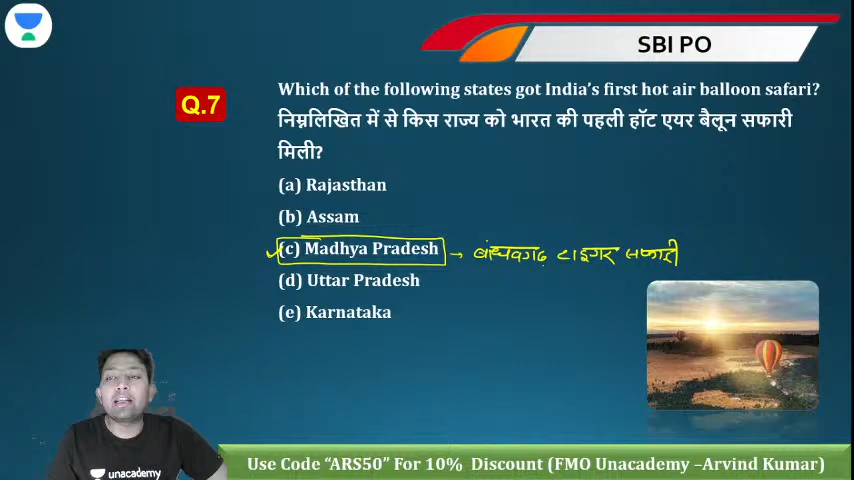 SBI PO
Q.7
Which of the following states got India's first hot air balloon safari?
निम्नलिखित में से किस राज्य को भारत की पहली हॉट एयर बैलून सफारी
मिली?
(a) Rajasthan
(b) Assam
(c) Madhya Pradesh → बांधवगढ़ टाइगर सफारी
(d) Uttar Pradesh
(e) Karnataka
unacademy
Use Code “ARS50” For 10% Discount (FMO Unacademy –Arvind Kumar)